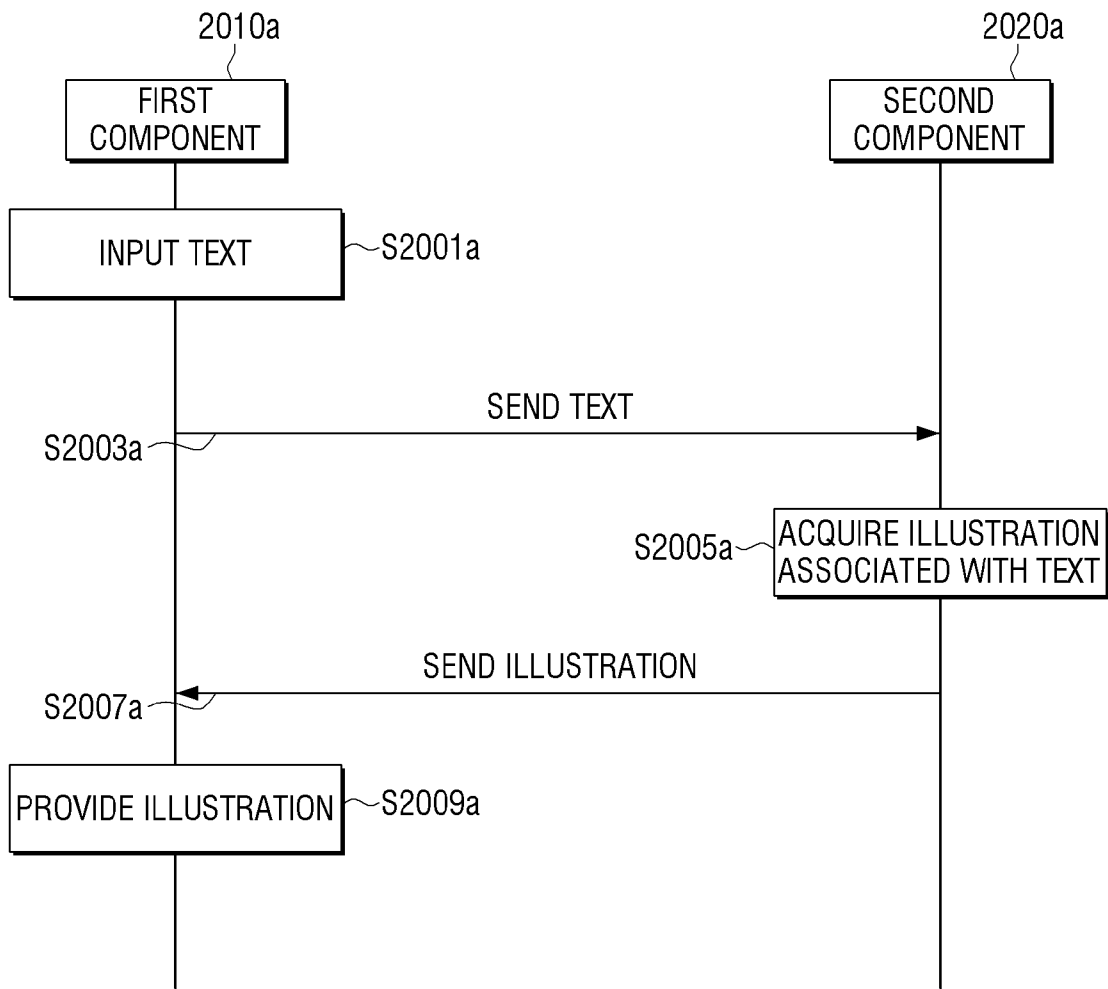 2010a
2020a
FIRST
COMPONENT
SECOND
COMPONENT
INPUT TEXT
S2001a
SEND TEXT
S2003a
S2005a
ACQUIRE ILLUSTRATION
ASSOCIATED WITH TEXT
SEND ILLUSTRATION
S2007a
PROVIDE ILLUSTRATION
S2009a